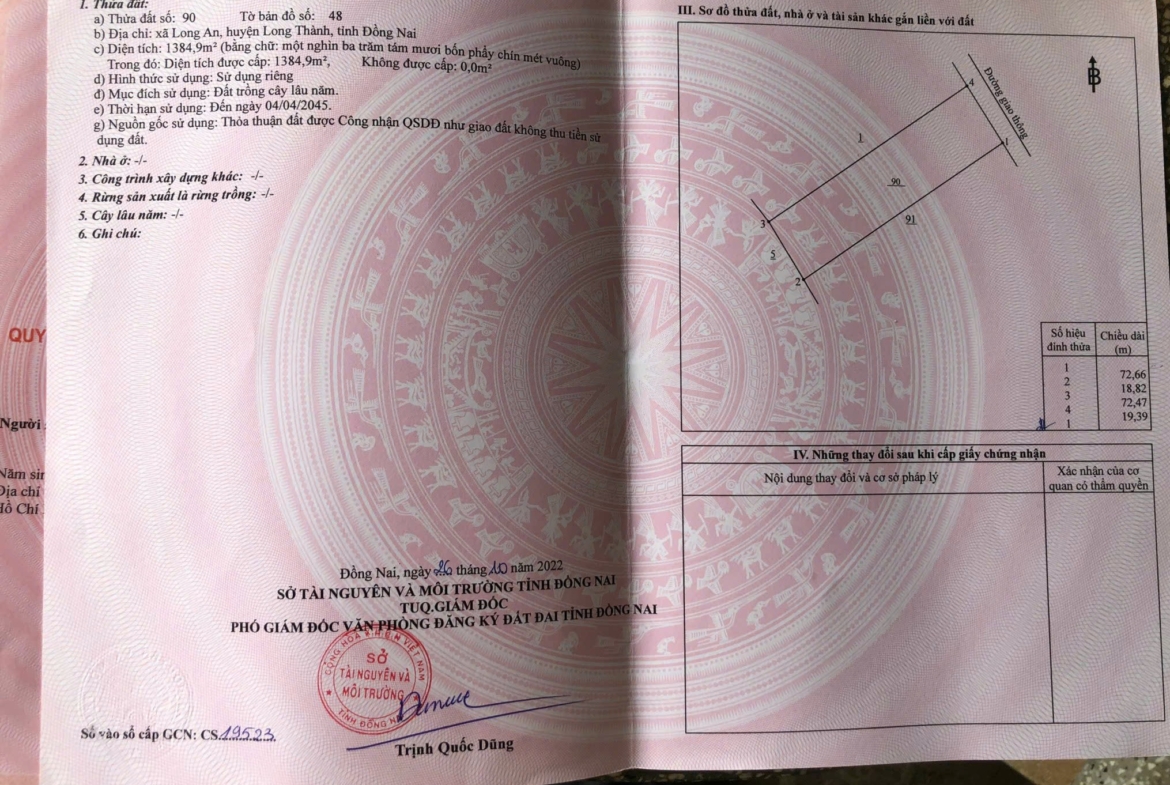 1. Thửa đất:
a) Thửa đất số: 90 Tờ bản đồ số: 48
b) Địa chỉ: xã Long An, huyện Long Thành, tỉnh Đồng Nai
c) Diện tích: 1384,9m² (bằng chữ: một nghìn ba trăm tám mươi bốn phẩy chín mét vuông)
Trong đó: Diện tích được cấp: 1384,9m², Không được cấp: 0,0m²
d) Hình thức sử dụng: Sử dụng riêng
đ) Mục đích sử dụng: Đất trồng cây lâu năm.
e) Thời hạn sử dụng: Đến ngày 04/04/2045.
g) Nguồn gốc sử dụng: Thỏa thuận đất được Công nhận QSDĐ như giao đất không thu tiền sử
dụng đất.
2. Nhà ở: -/-
3. Công trình xây dựng khác: -/-
4. Rừng sản xuất là rừng trồng: -/-
5. Cây lâu năm: -/-
6. Ghi chú:
QUY
Người
Năm sin
Địa chỉ
Hồ Chí
Đồng Nai, ngày 26 tháng 10 năm 2022
SỞ TÀI NGUYÊN VÀ MÔI TRƯỜNG TỈNH ĐỒNG NAI
TUQ.GIÁM ĐỐC
PHÓ GIÁM ĐỐC VĂN PHÒNG ĐĂNG KÝ ĐẤT ĐAI TỈNH ĐỒNG NAI
CỘNG HÒA X.H.C.N VIỆT NAM
SỞ
TÀI NGUYÊN VÀ
MÔI TRƯỜNG
TỈNH ĐỒNG NAI
Trịnh Quốc Dũng
Số vào sổ cấp GCN: CS19523
III. Sơ đồ thửa đất, nhà ở và tài sản khác gắn liền với đất
B
Đường giao thông
4
1
1
90
91
3
5
2
Số hiệu đỉnh thửa Chiều dài (m)
1
72,66
2
18,82
3
72,47
4
19,39
1
IV. Những thay đổi sau khi cấp giấy chứng nhận
Nội dung thay đổi và cơ sở pháp lý
Xác nhận của cơ
quan có thẩm quyền